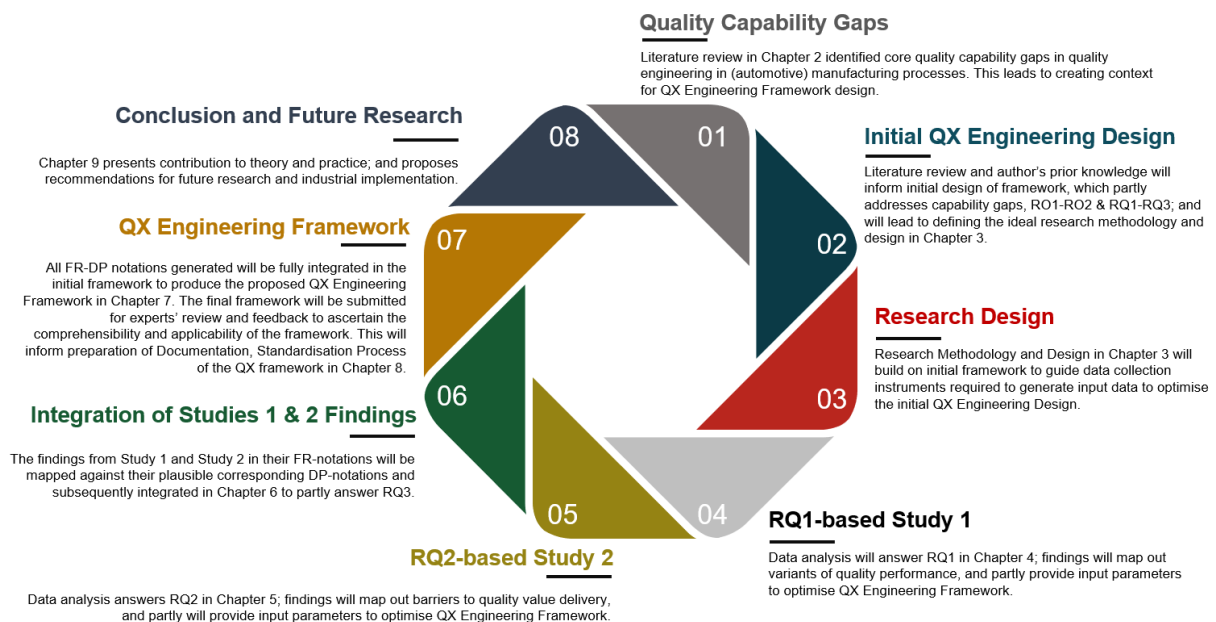 Quality Capability Gaps
Literature review in Chapter 2 identified core quality capability gaps in quality
engineering in (automotive) manufacturing processes. This leads to creating context
for QX Engineering Framework design.
01
Initial QX Engineering Design
Literature review and author's prior knowledge will
inform initial design of framework, which partly
addresses capability gaps, RO1-RO2 & RQ1-RQ3; and
will lead to defining the ideal research methodology and
design in Chapter 3.
02
Research Design
Research Methodology and Design in Chapter 3 will
build on initial framework to guide data collection
instruments required to generate input data to optimise
the initial QX Engineering Design.
03
RQ1-based Study 1
Data analysis will answer RQ1 in Chapter 4; findings will map out
variants of quality performance, and partly provide input parameters
to optimise QX Engineering Framework.
04
RQ2-based Study 2
Data analysis answers RQ2 in Chapter 5; findings will map out barriers to quality value delivery,
and partly will provide input parameters to optimise QX Engineering Framework.
05
Integration of Studies 1 & 2 Findings
The findings from Study 1 and Study 2 in their FR-notations will be
mapped against their plausible corresponding DP-notations and
subsequently integrated in Chapter 6 to partly answer RQ3.
06
QX Engineering Framework
All FR-DP notations generated will be fully integrated in the
initial framework to produce the proposed QX Engineering
Framework in Chapter 7. The final framework will be submitted
for experts' review and feedback to ascertain the
comprehensibility and applicability of the framework. This will
inform preparation of Documentation, Standardisation Process
of the QX framework in Chapter 8.
07
Conclusion and Future Research
Chapter 9 presents contribution to theory and practice; and proposes
recommendations for future research and industrial implementation.
08